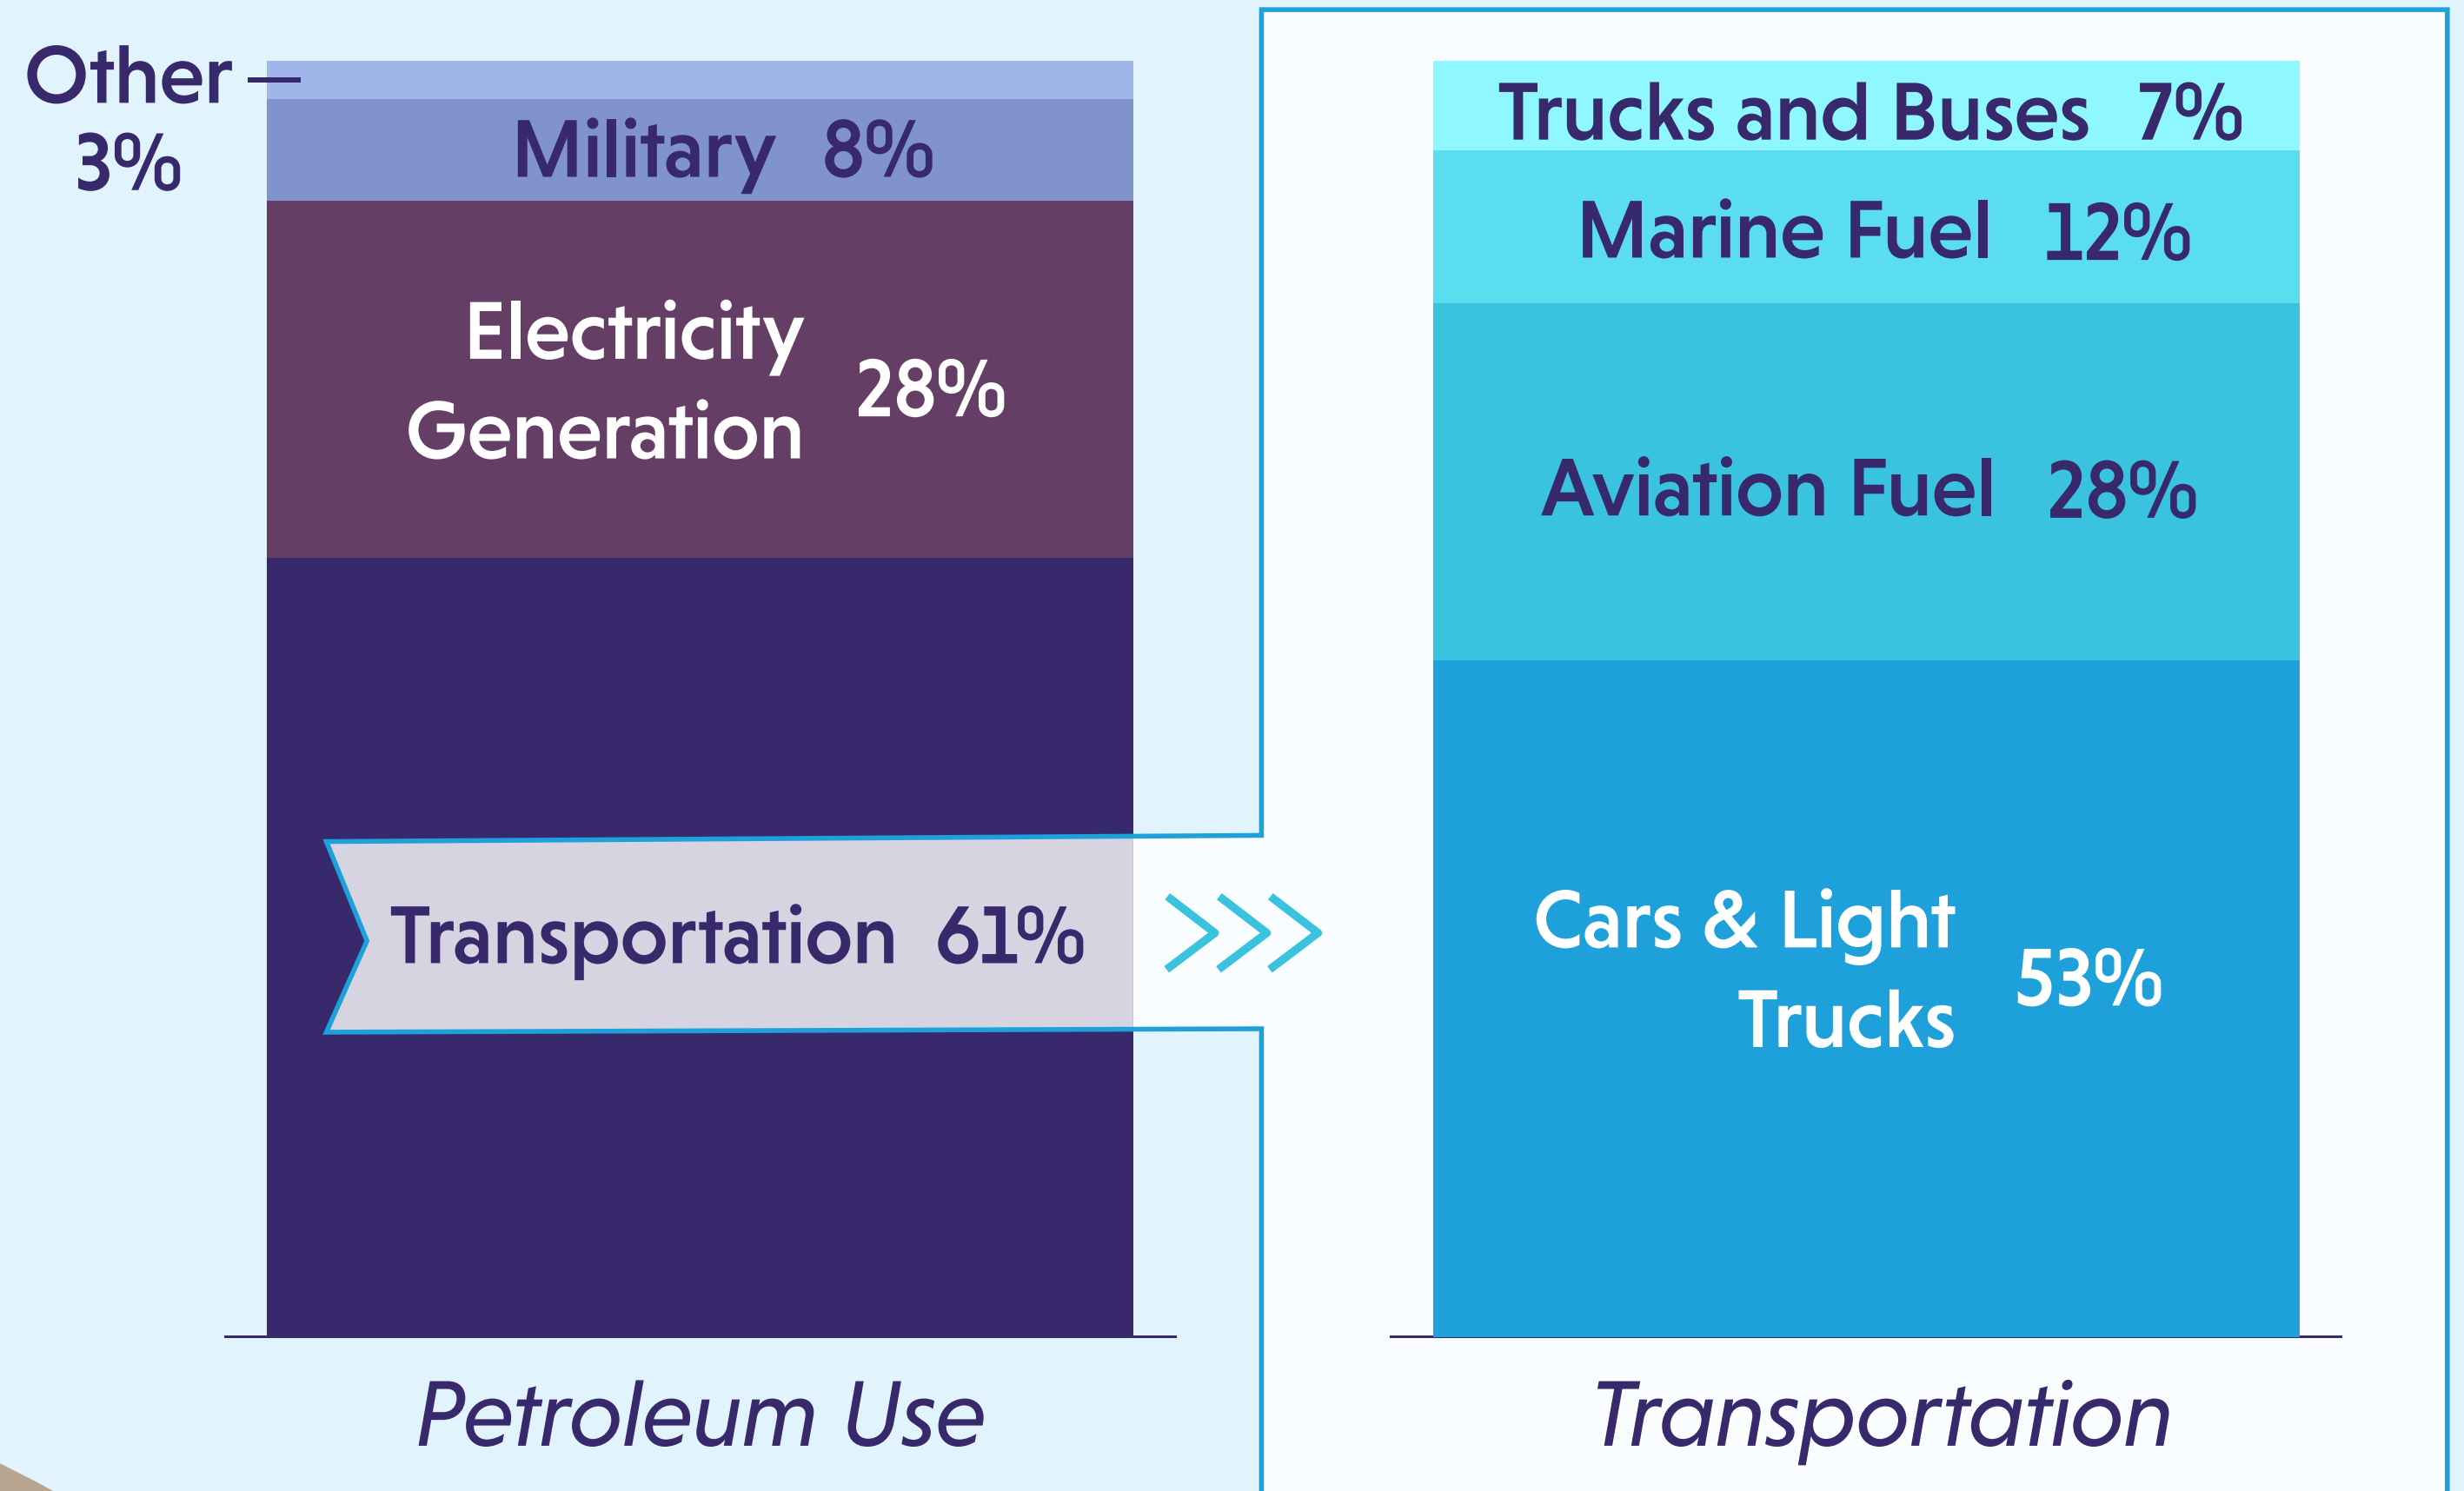 Other
3%
Military 8%
Electricity
Generation
28%
Transportation 61%
Petroleum Use
Trucks and Buses 7%
Marine Fuel 12%
Aviation Fuel 28%
Cars & Light
Trucks
53%
Transportation